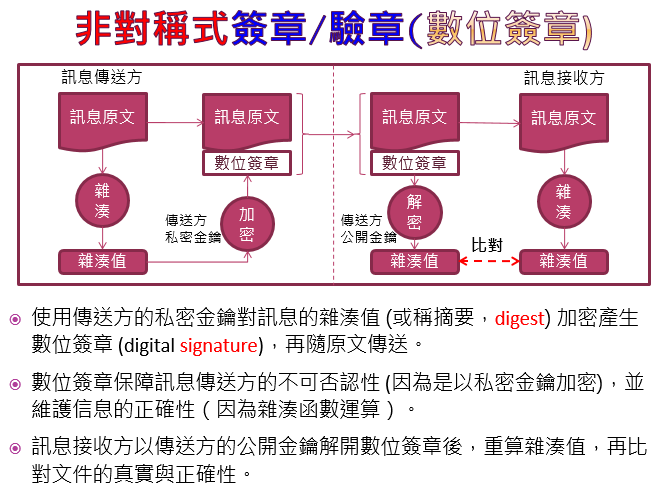 非對稱式簽章/驗章(數位簽章)
訊息傳送方
訊息原文
雜湊
雜湊值
訊息原文
數位簽章
加密
傳送方
私密金鑰
訊息接收方
訊息原文
數位簽章
解密
傳送方
公開金鑰
雜湊值
比對
訊息原文
雜湊
雜湊值
使用傳送方的私密金鑰對訊息的雜湊值 (或稱摘要，digest) 加密產生
數位簽章 (digital signature)，再隨原文傳送。
數位簽章保障訊息傳送方的不可否認性 (因為是以私密金鑰加密)，並
維護信息的正確性（因為雜湊函數運算）。
訊息接收方以傳送方的公開金鑰解開數位簽章後，重算雜湊值，再比
對文件的真實與正確性。